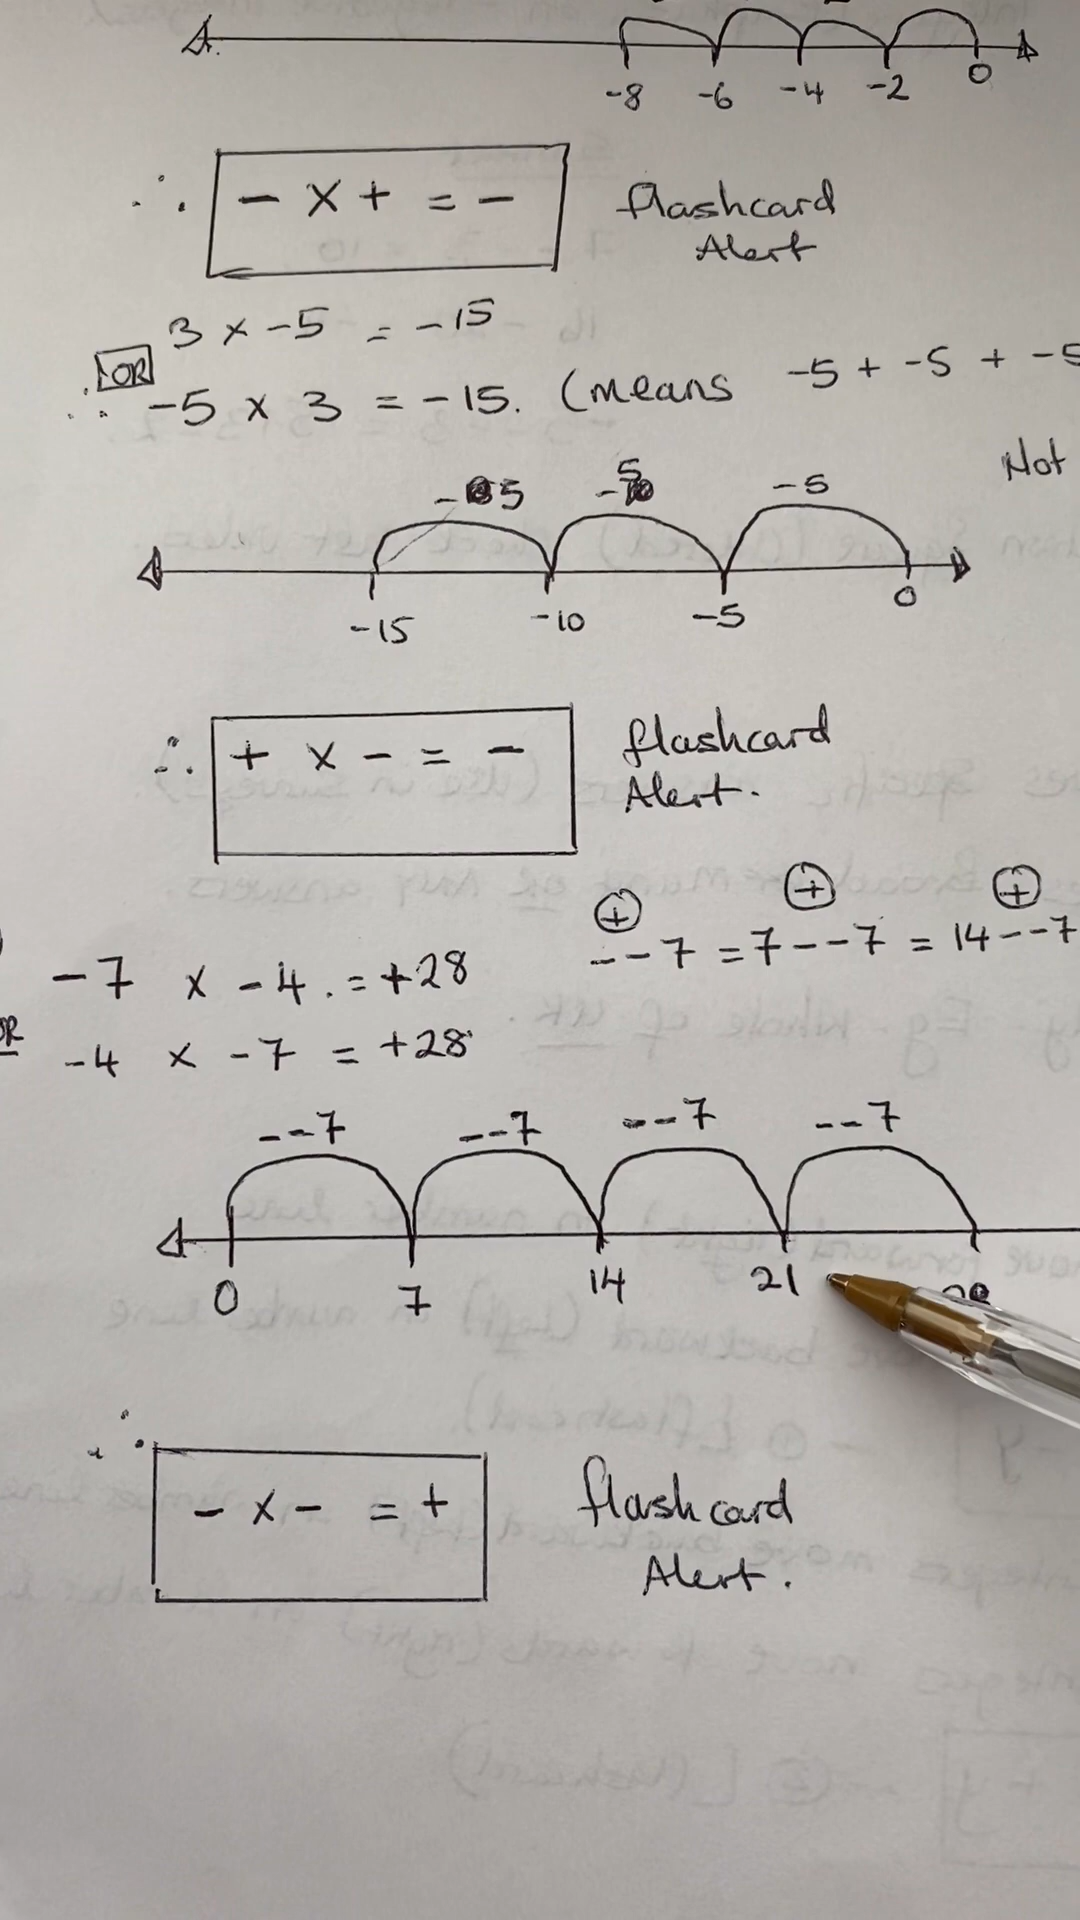 -8 -6 -4 -2 0
∴ - × + = - flashcard
Alert
3 × -5 = -15
OR
∴ -5 × 3 = -15. (means -5 + -5 + -5
Not
-5 -5 -5
-15 -10 -5 0
∴ + × - = - flashcard
Alert.
+ + +
--7 = 7--7 = 14--7
-7 × -4 = +28
OR
-4 × -7 = +28
--7 --7 --7 --7
0 7 14 21
∴ - × - = + flashcard
Alert.